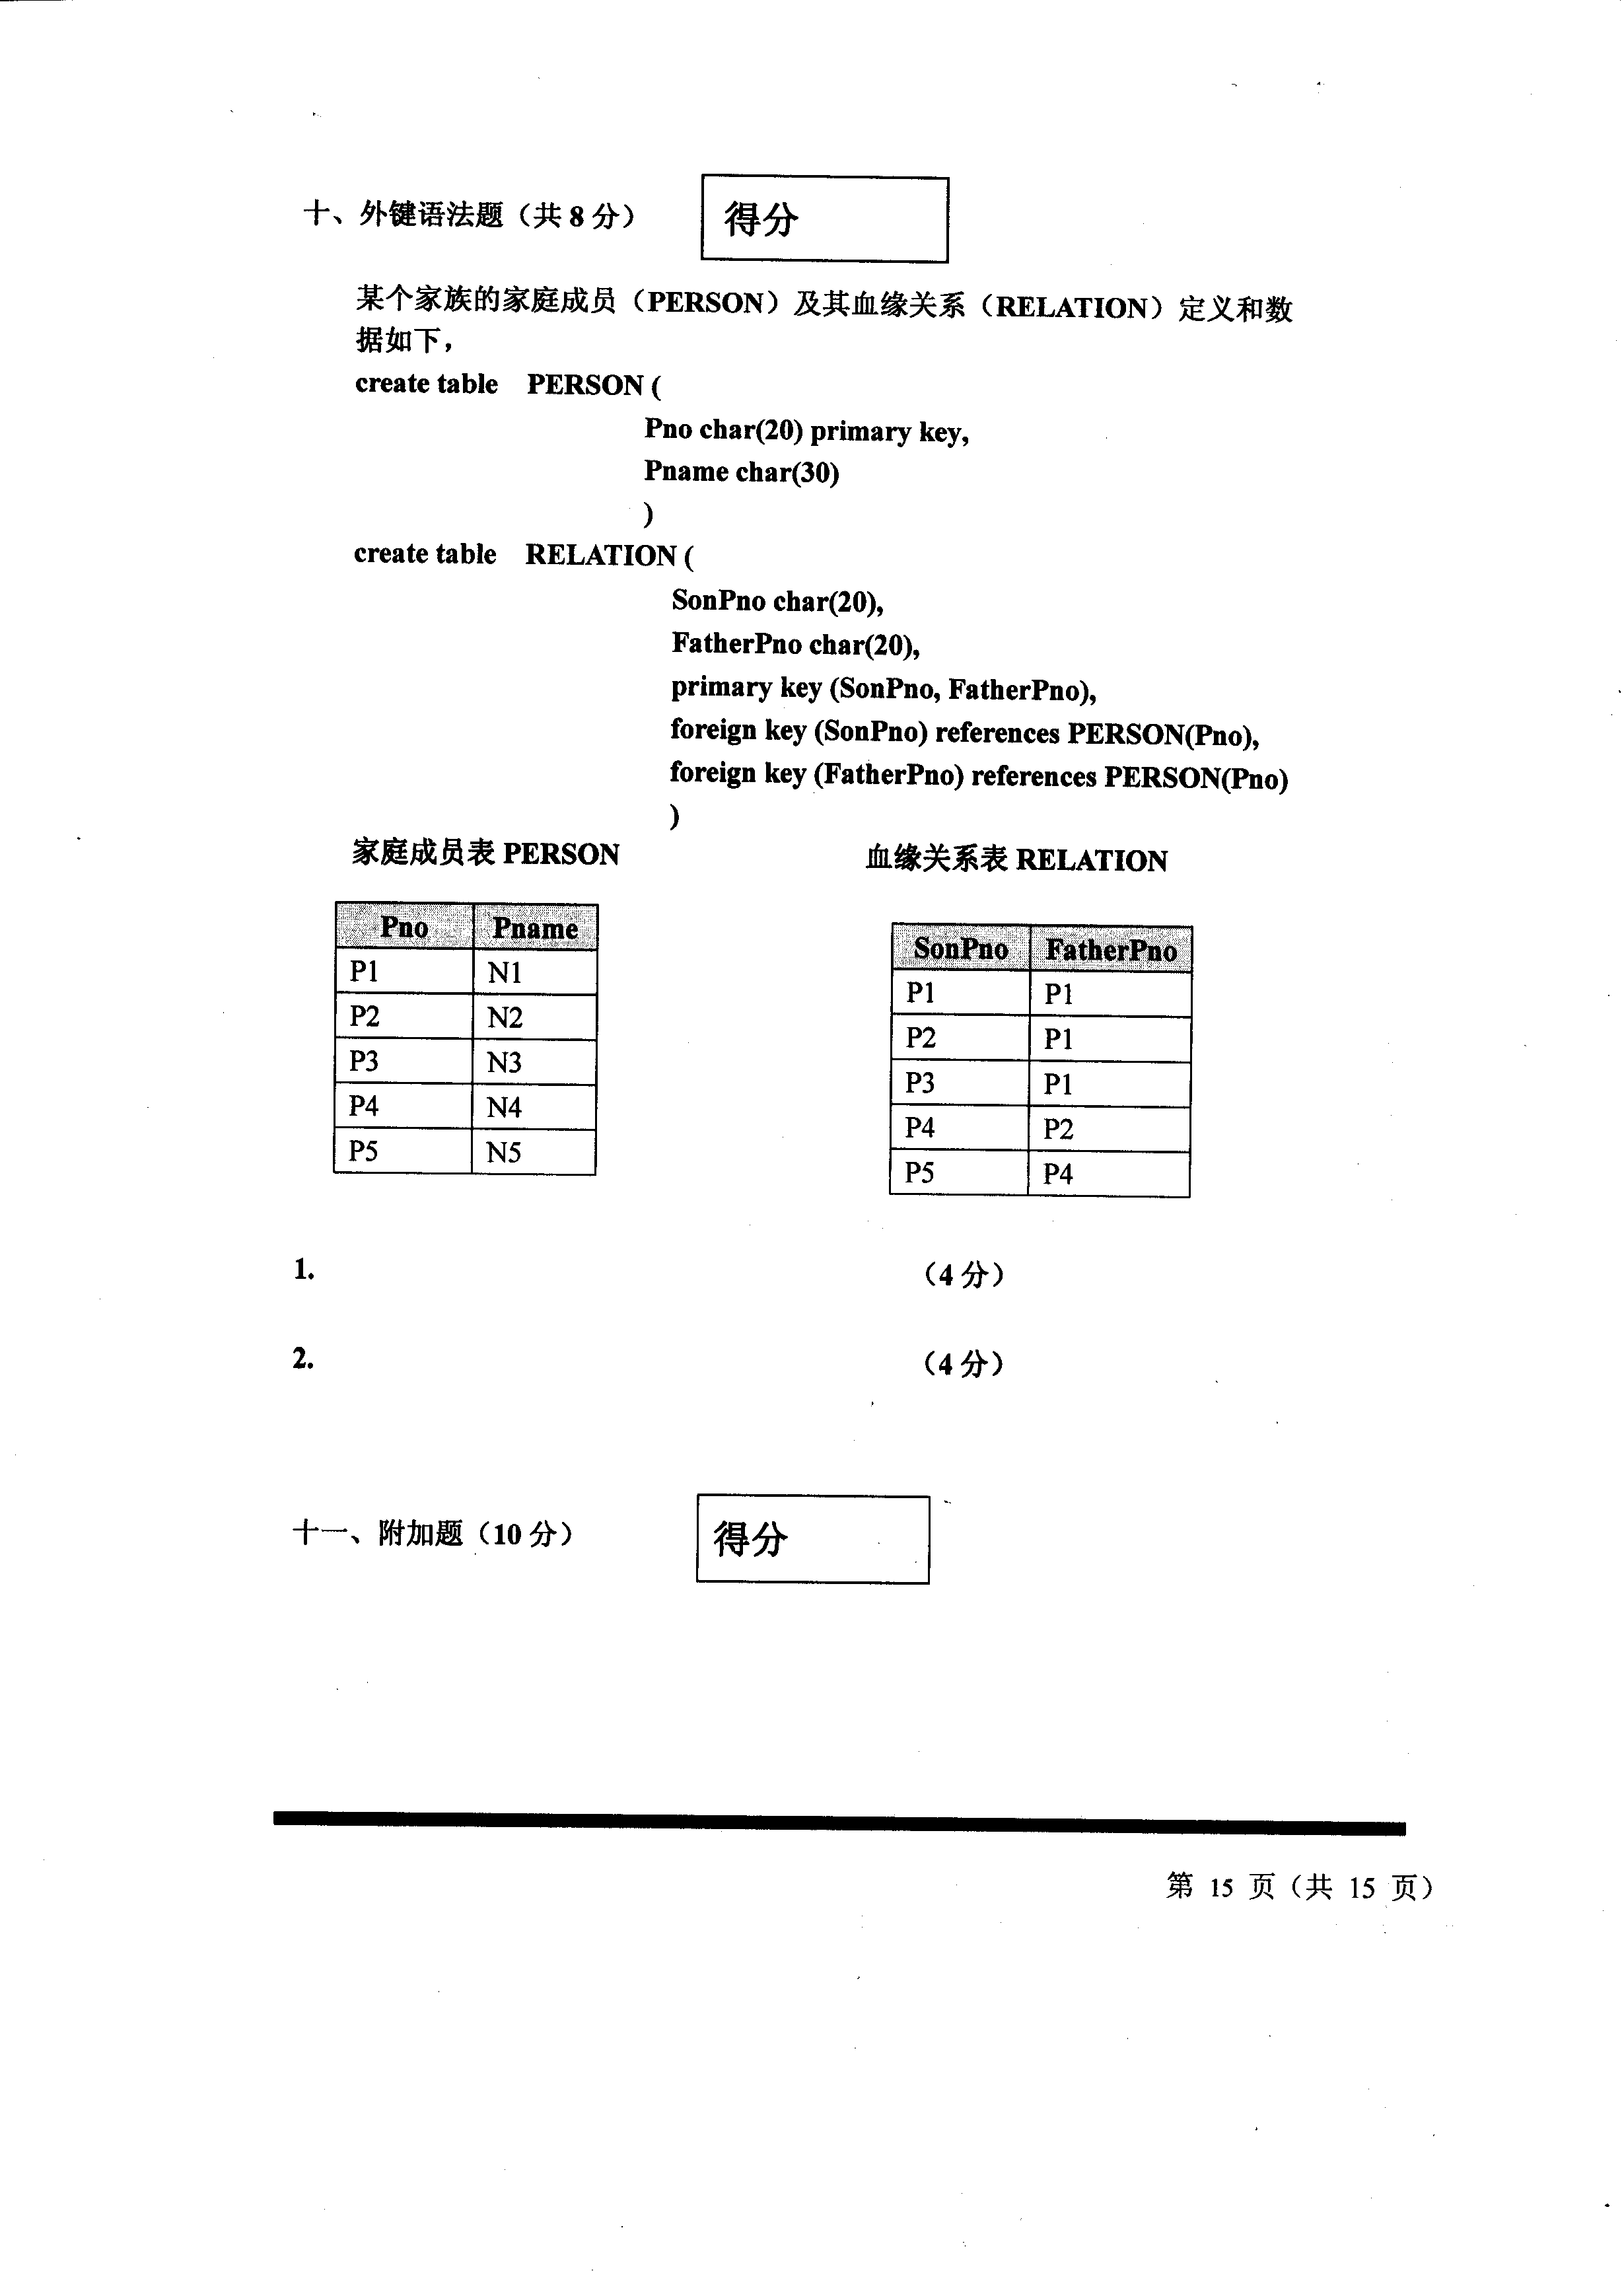 十、外键语法题（共 8 分）
得分
某个家族的家庭成员（PERSON）及其血缘关系（RELATION）定义和数
据如下，
create table PERSON (
Pno char(20) primary key,
Pname char(30)
)
create table RELATION (
SonPno char(20),
FatherPno char(20),
primary key (SonPno, FatherPno),
foreign key (SonPno) references PERSON(Pno),
foreign key (FatherPno) references PERSON(Pno)
)
家庭成员表 PERSON
Pno Pname
P1 N1
P2 N2
P3 N3
P4 N4
P5 N5
血缘关系表 RELATION
SonPno FatherPno
P1 P1
P2 P1
P3 P1
P4 P2
P5 P4
1. （4 分）
2. （4 分）
十一、附加题（10 分）
得分
第 15 页（共 15 页）